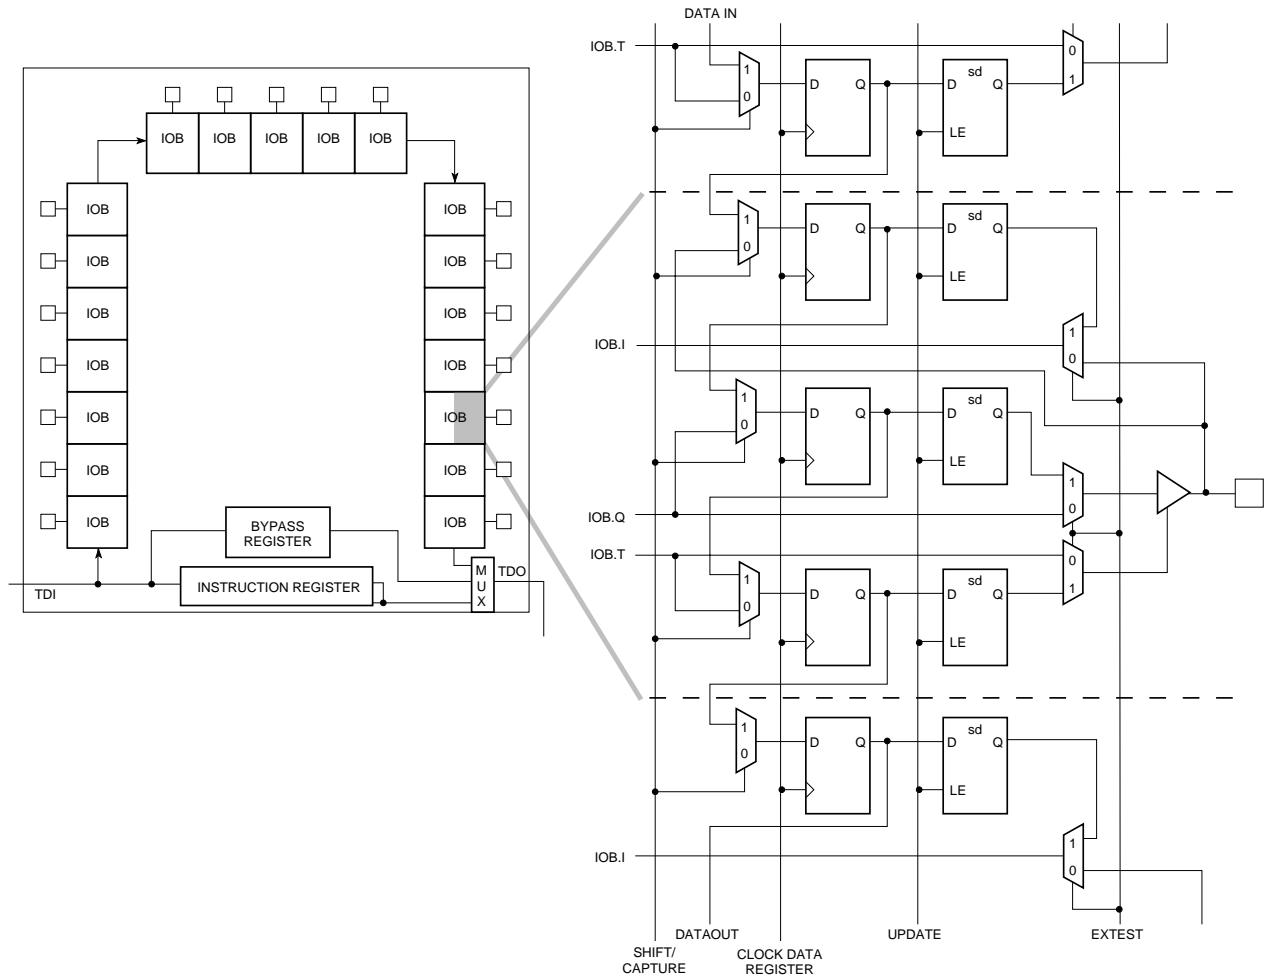 DATA IN
IOB.T
1
0
D Q
LE
D sd Q
0
1
IOB IOB IOB IOB IOB
IOB
IOB
IOB
IOB
IOB
IOB
IOB
IOB
IOB
IOB
IOB
IOB
IOB
IOB
BYPASS
REGISTER
INSTRUCTION REGISTER
M
U
X
TDO
TDI
1
0
D Q
D sd Q
LE
IOB.I
1
0
1
0
D Q
D sd Q
LE
1
0
IOB.Q
IOB.T
0
1
1
0
D Q
D sd Q
LE
1
0
D Q
D sd Q
LE
IOB.I
1
0
DATAOUT
UPDATE
EXTEST
SHIFT/
CAPTURE
CLOCK DATA
REGISTER